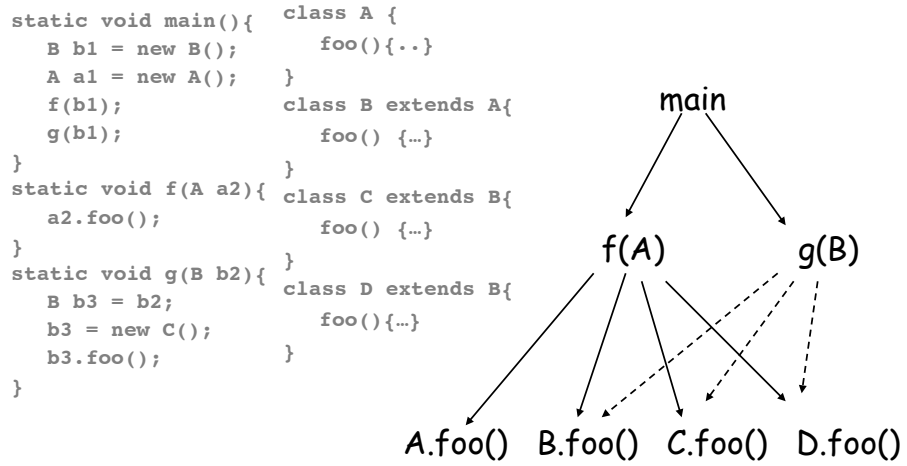 static void main(){
B b1 = new B();
A a1 = new A();
f(b1);
g(b1);
}
static void f(A a2){
a2.foo();
}
static void g(B b2){
B b3 = b2;
b3 = new C();
b3.foo();
}
class A {
foo(){..}
}
class B extends A{
foo() {…}
}
class C extends B{
foo() {…}
}
class D extends B{
foo(){…}
}
main
f(A) g(B)
A.foo() B.foo() C.foo() D.foo()